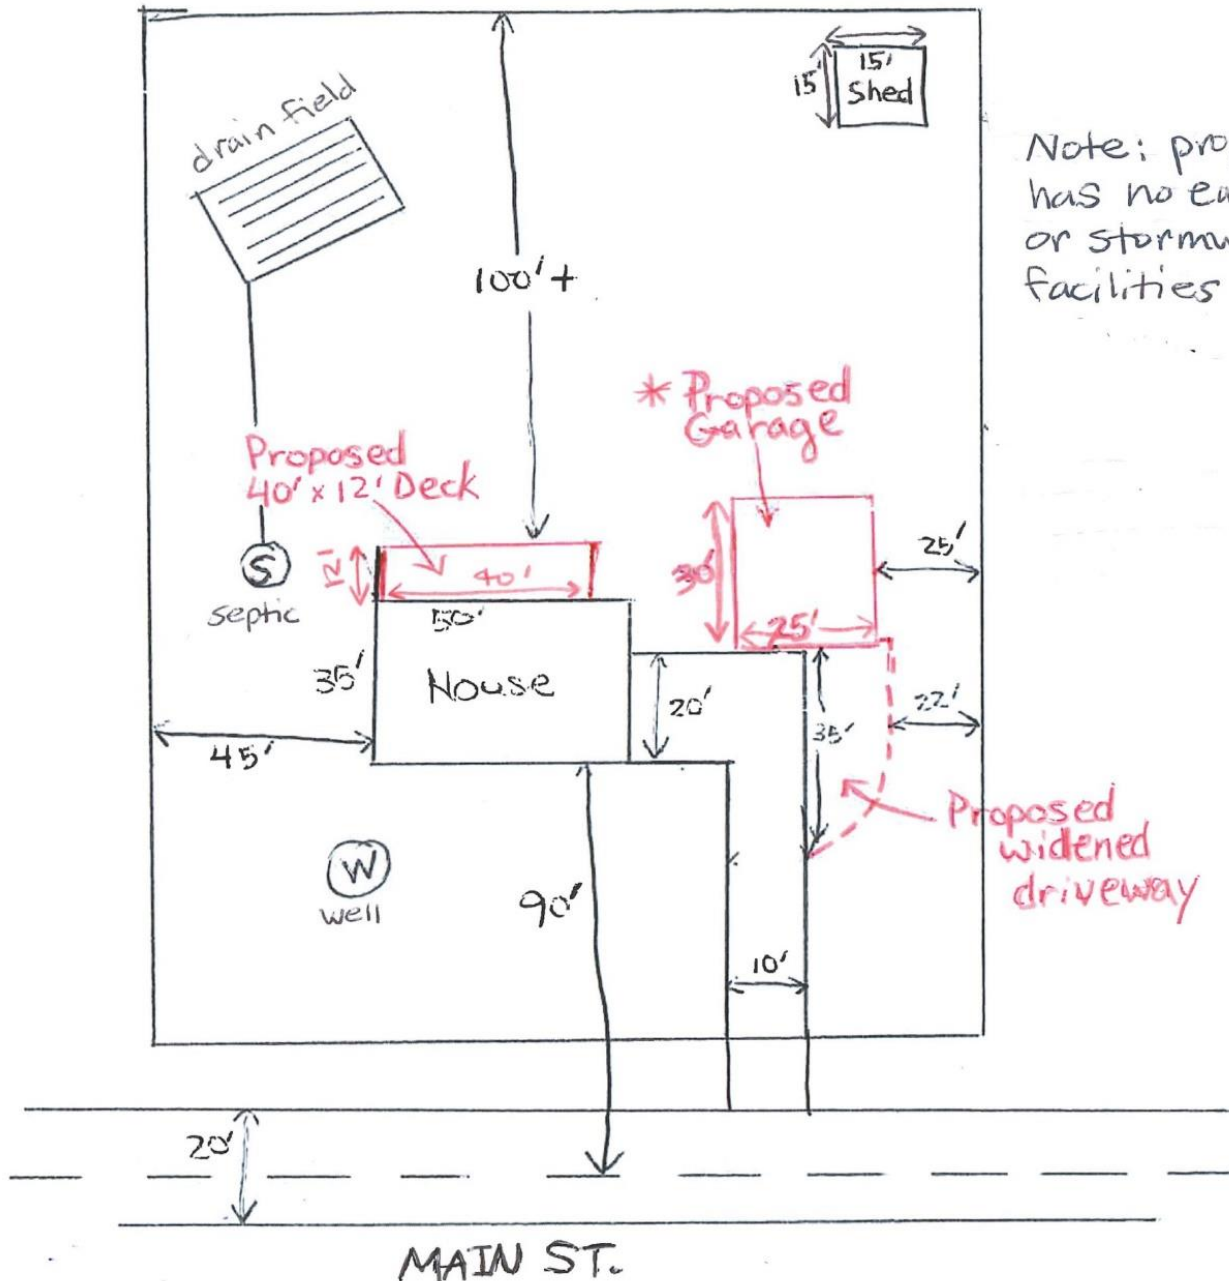 15'
15'
Shed
drain field
Note: pro
has no ea
or stormw
facilities
100'+
* Proposed
Garage
Proposed
40' x 12' Deck
S
septic
12'
40'
30'
25'
25'
50'
35'
House
20'
35'
22'
45'
Proposed
widened
driveway
W
well
90'
10'
20'
MAIN ST.